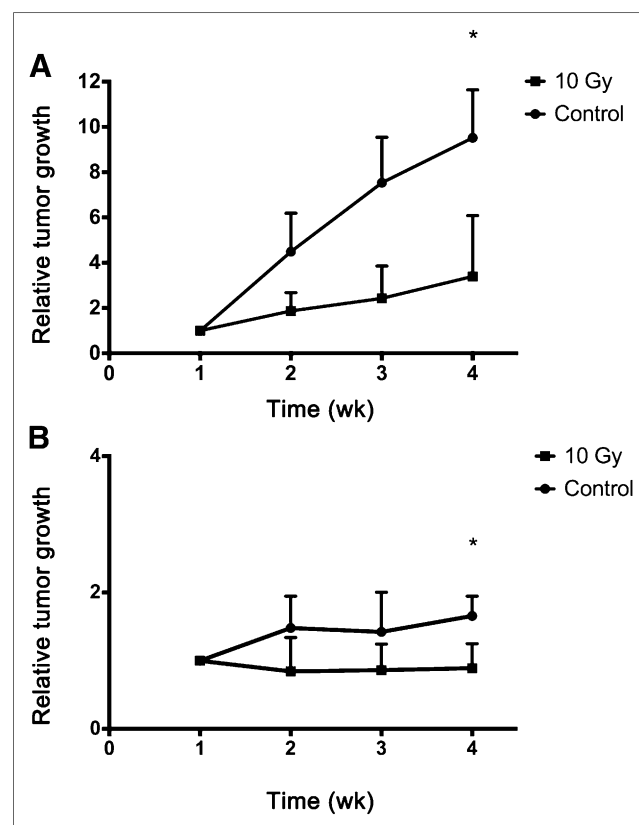 A
*
12
10
8
6
4
2
0
Relative tumor growth
10 Gy
Control
0 1 2 3 4
Time (wk)
B
*
4
2
0
Relative tumor growth
10 Gy
Control
0 1 2 3 4
Time (wk)